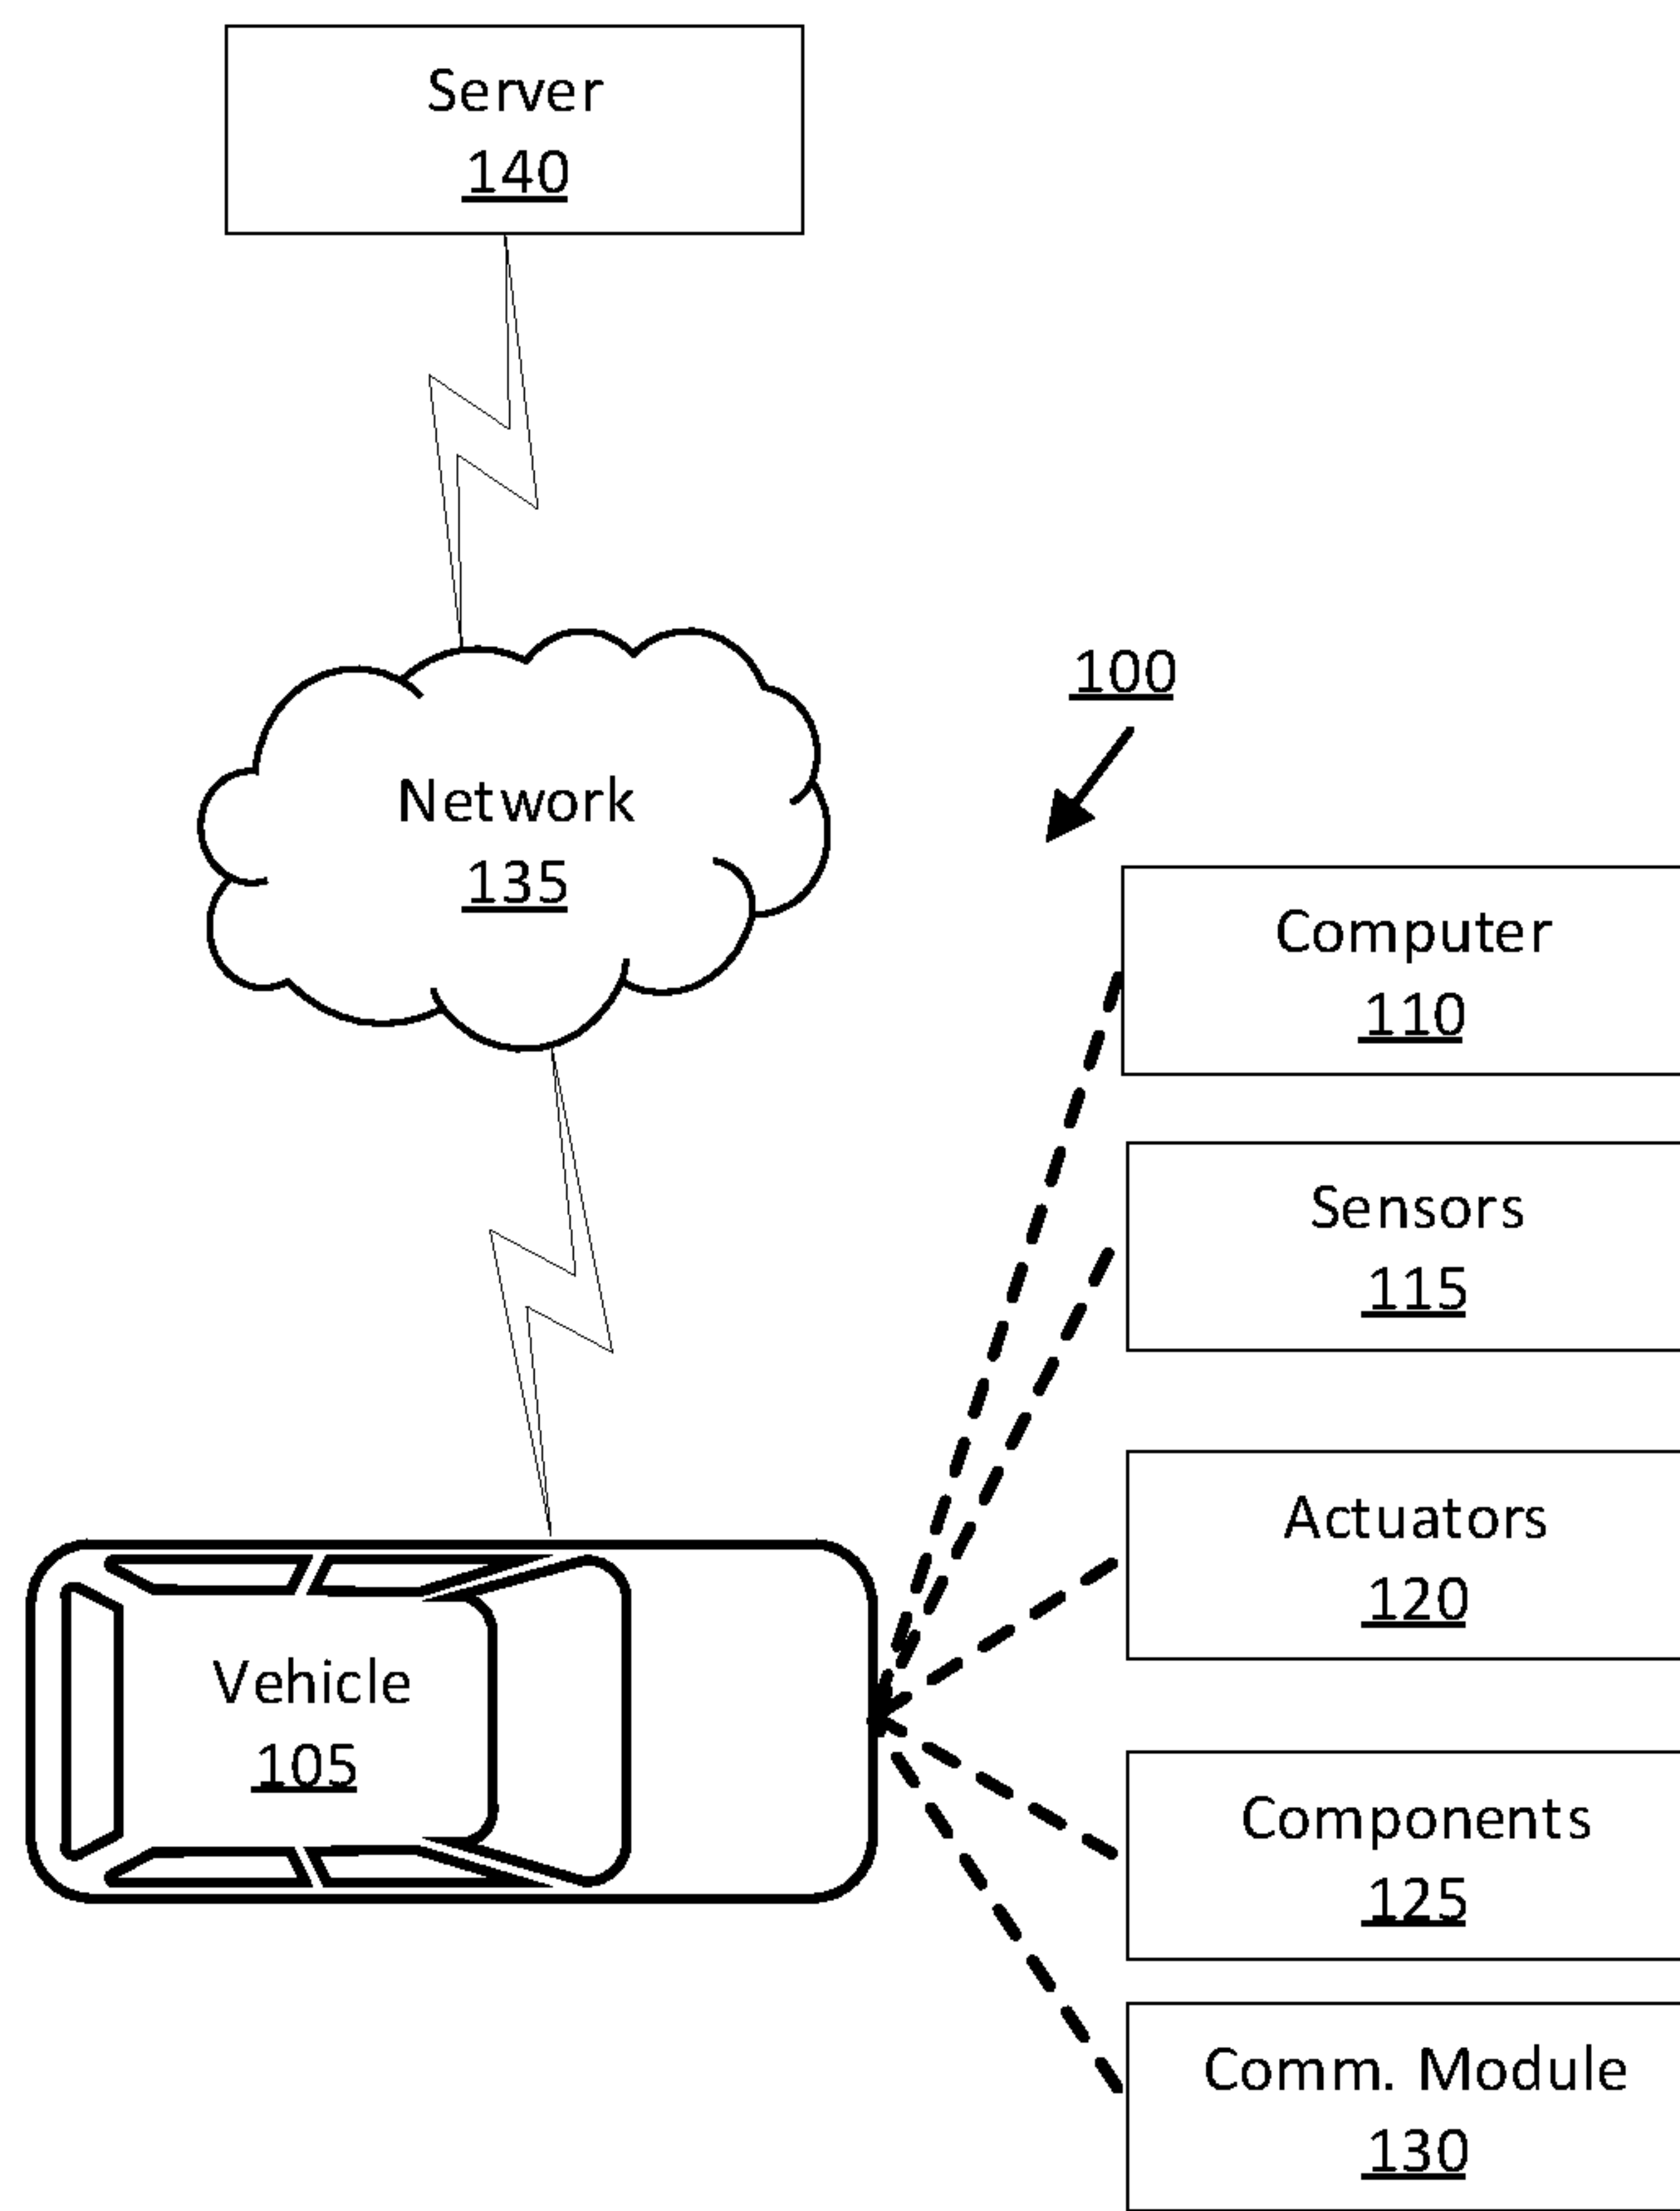 Server
140
Network
135
100
Computer
110
Sensors
115
Actuators
120
Vehicle
105
Components
125
Comm. Module
130